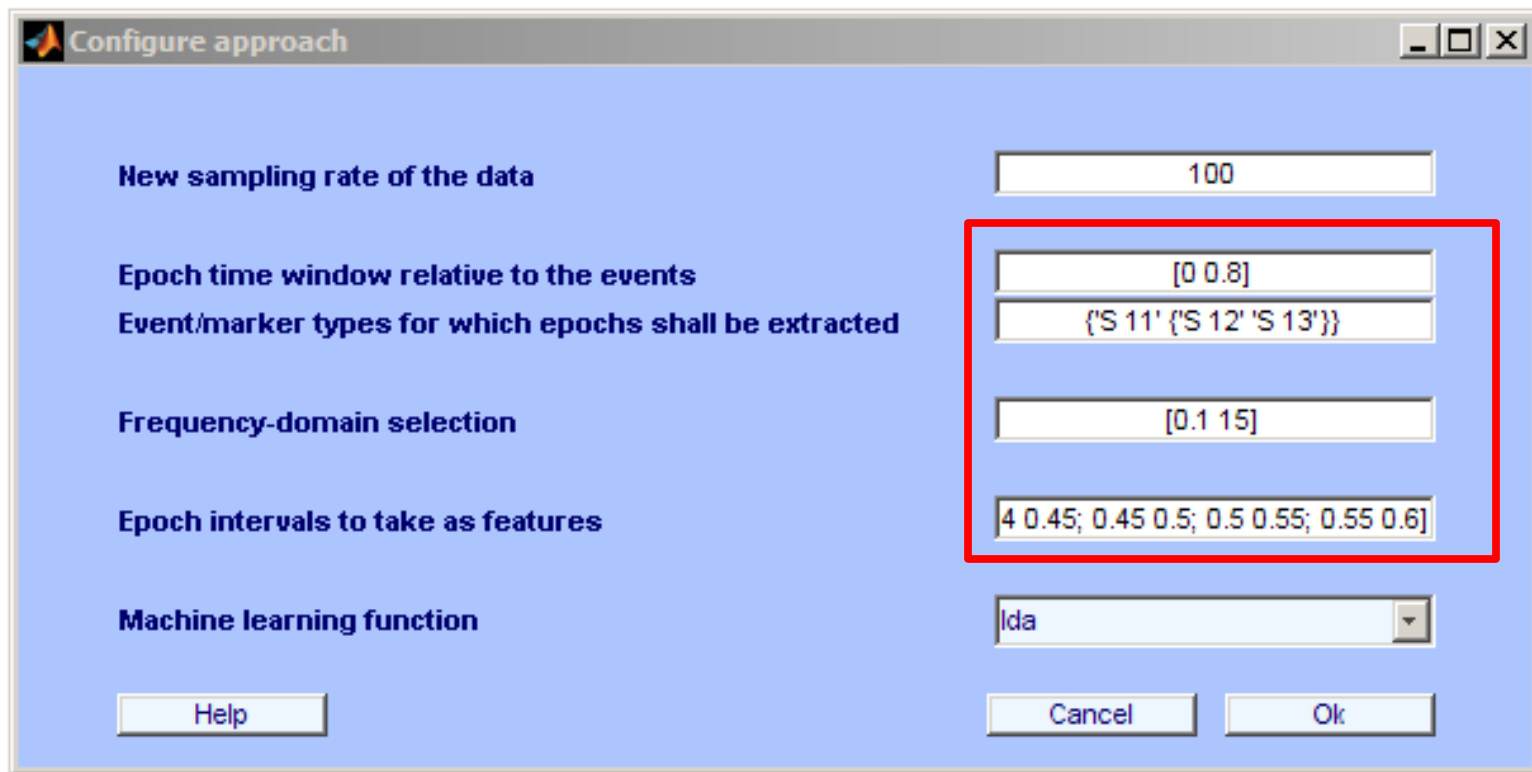 Configure approach
New sampling rate of the data 100
Epoch time window relative to the events [0 0.8]
Event/marker types for which epochs shall be extracted {'S 11' {'S 12' 'S 13'}}
Frequency-domain selection [0.1 15]
Epoch intervals to take as features 4 0.45; 0.45 0.5; 0.5 0.55; 0.55 0.6]
Machine learning function lda
Help Cancel Ok